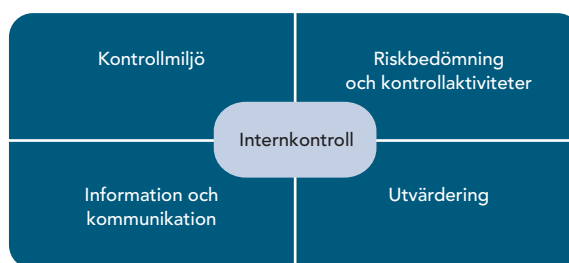 Kontrollmiljö
Riskbedömning
och kontrollaktiviteter
Internkontroll
Information och
kommunikation
Utvärdering